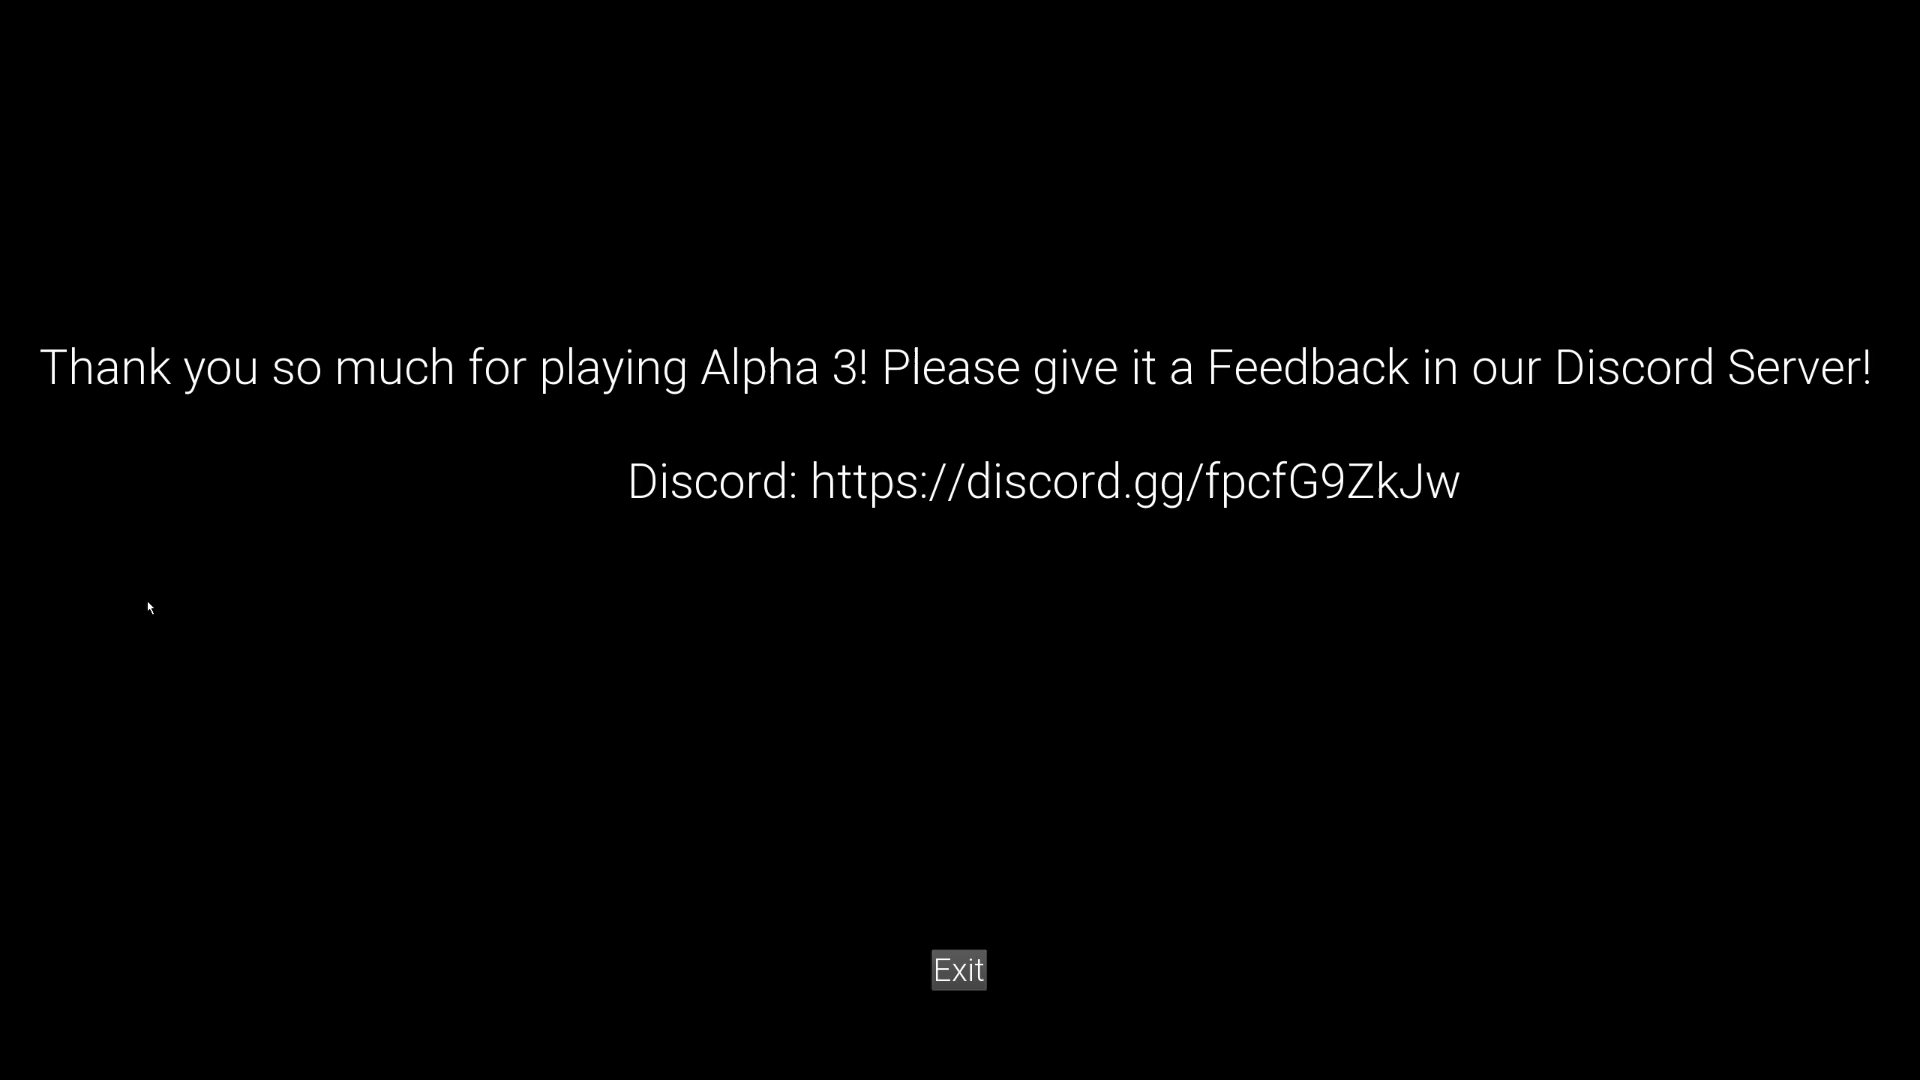 Thank you so much for playing Alpha 3! Please give it a Feedback in our Discord Server!
Discord: https://discord.gg/fpcfG9ZkJw
Exit